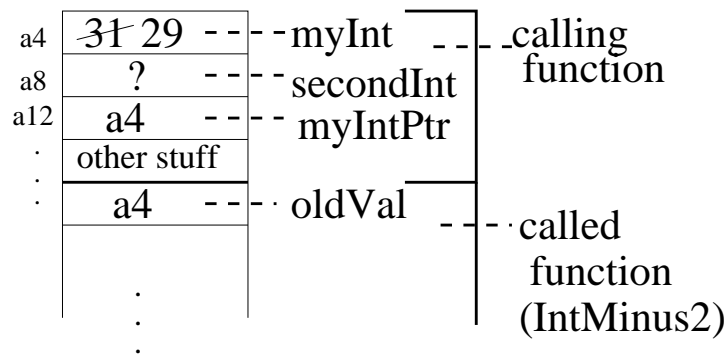 a4 31 29 myInt calling
function
a8 ? secondInt
a12 a4 myIntPtr
other stuff
a4 oldVal
called
function
(IntMinus2)